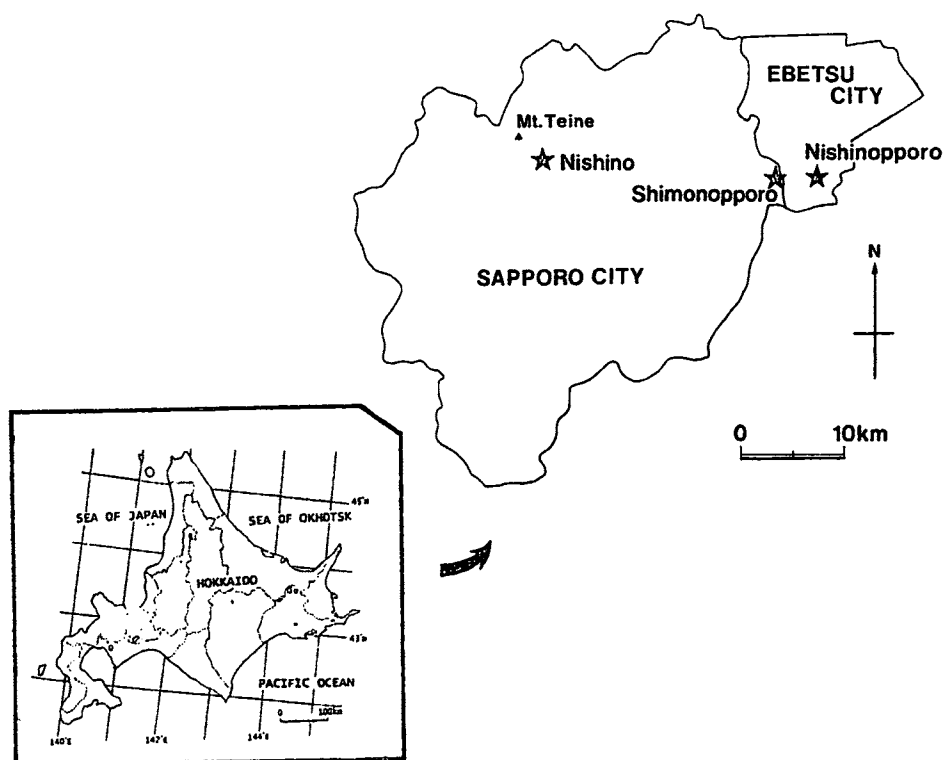 EBETSU
CITY
Mt.Teine
Nishino
Nishinopporo
Shimonopporo
SAPPORO CITY
N
0 10km
45°N
SEA OF JAPAN
SEA OF OKHOTSK
HOKKAIDO
43°N
PACIFIC OCEAN
0 100km
140°E
142°E
144°E